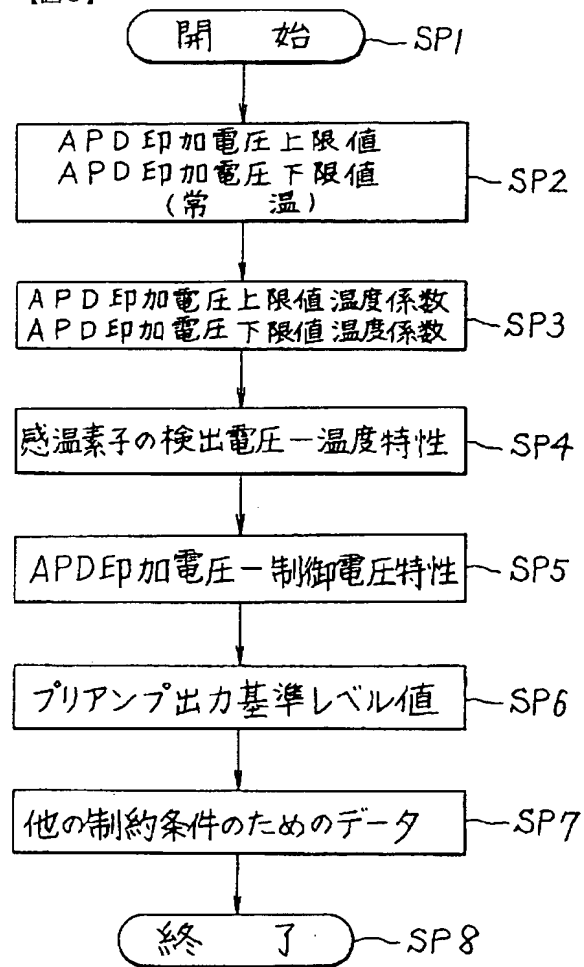 開 始 SP1
APD印加電圧上限値
APD印加電圧下限値
(常 温) SP2
APD印加電圧上限値温度係数
APD印加電圧下限値温度係数 SP3
感温素子の検出電圧ー温度特性 SP4
APD印加電圧ー制御電圧特性 SP5
プリアンプ出力基準レベル値 SP6
他の制約条件のためのデータ SP7
終 了 SP8